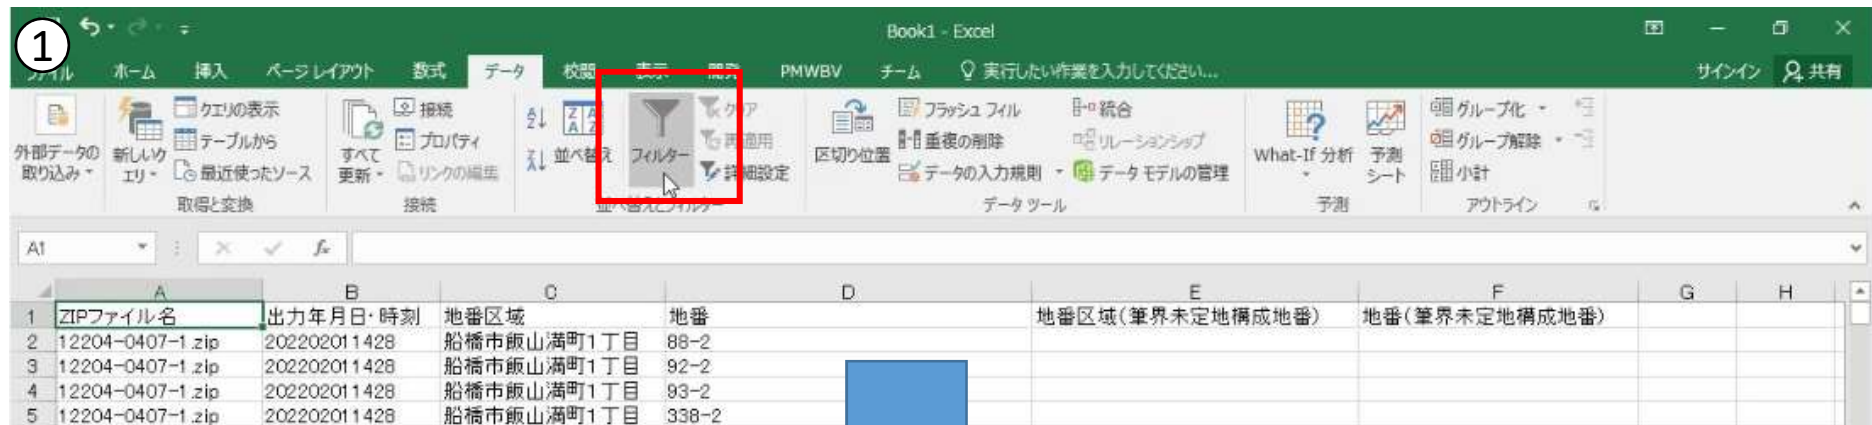 ①
Book1 - Excel
ファイル ホーム 挿入 ページ レイアウト 数式 データ 校閲 表示 開発 PMWBV チーム 実行したい作業を入力してください... サインイン 共有
外部データの取り込み
新しいクエリ
クエリの表示
テーブルから
最近使ったソース
取得と変換
すべて更新
接続
プロパティ
リンクの編集
接続
並べ替え
フィルター
クリア
再適用
詳細設定
並べ替えとフィルター
区切り位置
フラッシュ フィル
重複の削除
データの入力規則
統合
リレーションシップ
データ モデルの管理
データ ツール
What-If 分析
予測シート
予測
グループ化
グループ解除
小計
アウトライン
A1 fx
A B C D E F G H
1 ZIPファイル名 出力年月日・時刻 地番区域 地番 地番区域(筆界未定地構成地番) 地番(筆界未定地構成地番)
2 12204-0407-1.zip 202202011428 船橋市飯山満町1丁目 88-2
3 12204-0407-1.zip 202202011428 船橋市飯山満町1丁目 92-2
4 12204-0407-1.zip 202202011428 船橋市飯山満町1丁目 93-2
5 12204-0407-1.zip 202202011428 船橋市飯山満町1丁目 338-2